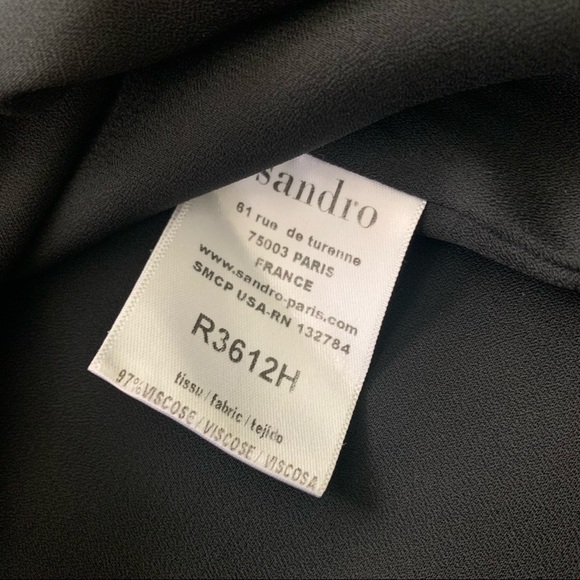 sandro
61 rue de turenne
75003 PARIS
FRANCE
www.sandro-paris.com
SMCP USA-RN 132784
R3612H
tissu / fabric / tejido
97%VISCOSE / VISCOSE / VISCOSA